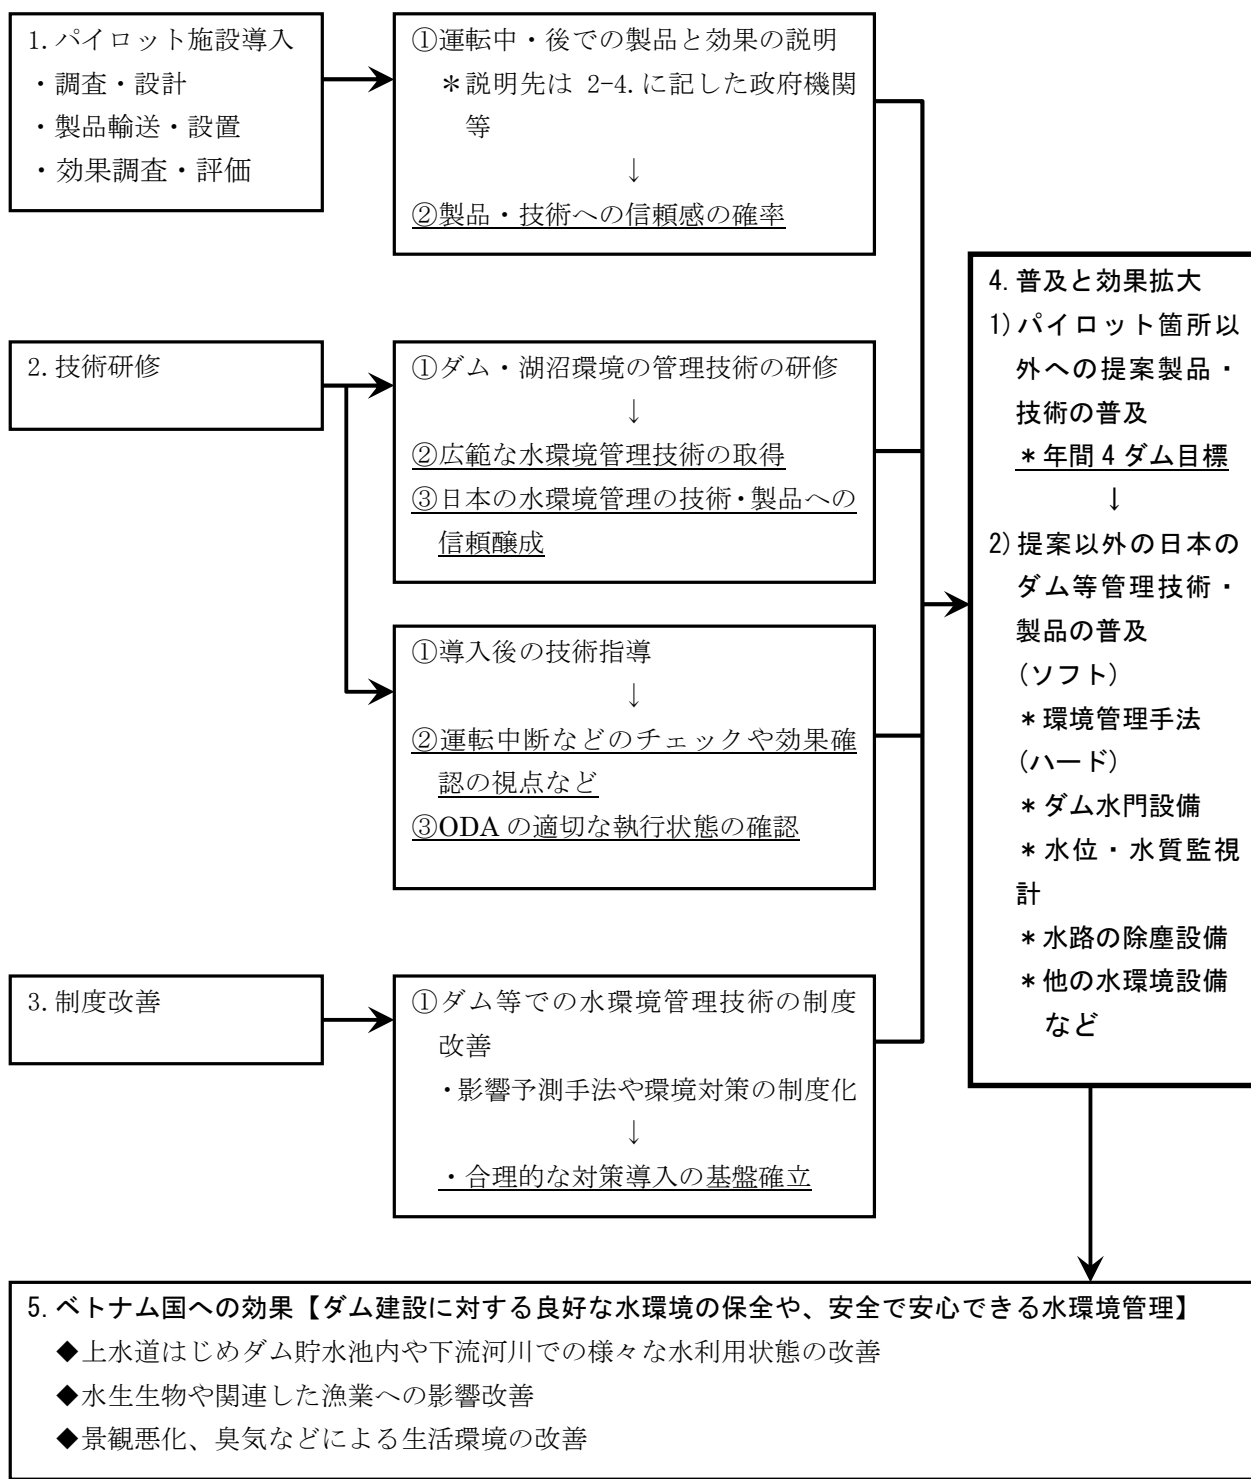 1.パイロット施設導入
・調査・設計
・製品輸送・設置
・効果調査・評価
①運転中・後での製品と効果の説明
＊説明先は 2-4.に記した政府機関
等
↓
②製品・技術への信頼感の確率
2.技術研修
①ダム・湖沼環境の管理技術の研修
↓
②広範な水環境管理技術の取得
③日本の水環境管理の技術・製品への
信頼醸成
①導入後の技術指導
↓
②運転中断などのチェックや効果確
認の視点など
③ODA の適切な執行状態の確認
3.制度改善
①ダム等での水環境管理技術の制度
改善
・影響予測手法や環境対策の制度化
↓
・合理的な対策導入の基盤確立
4.普及と効果拡大
1)パイロット箇所以
外への提案製品・
技術の普及
＊年間 4 ダム目標
↓
2)提案以外の日本の
ダム等管理技術・
製品の普及
(ソフト)
＊環境管理手法
(ハード)
＊ダム水門設備
＊水位・水質監視
計
＊水路の除塵設備
＊他の水環境設備
など
5.ベトナム国への効果【ダム建設に対する良好な水環境の保全や、安全で安心できる水環境管理】
◆上水道はじめダム貯水池内や下流河川での様々な水利用状態の改善
◆水生生物や関連した漁業への影響改善
◆景観悪化、臭気などによる生活環境の改善